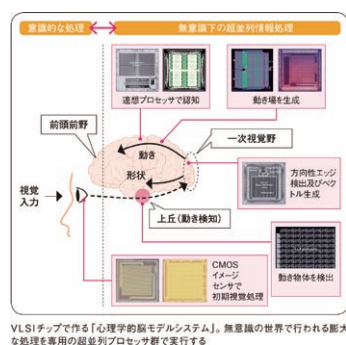 意識的な処理
無意識下の超並列情報処理
連想プロセッサで認知
動き場を生成
前頭前野
一次視覚野
動き
形状
視覚
入力
上丘(動き検知)
方向性エッジ
検出及びベク
トル生成
CMOS
イメージ
センサで
初期視覚処理
動き物体を検出
VLSIチップで作る「心理学的脳モデルシステム」。無意識の世界で行われる膨大
な処理を専用の超並列プロセッサ群で実行する